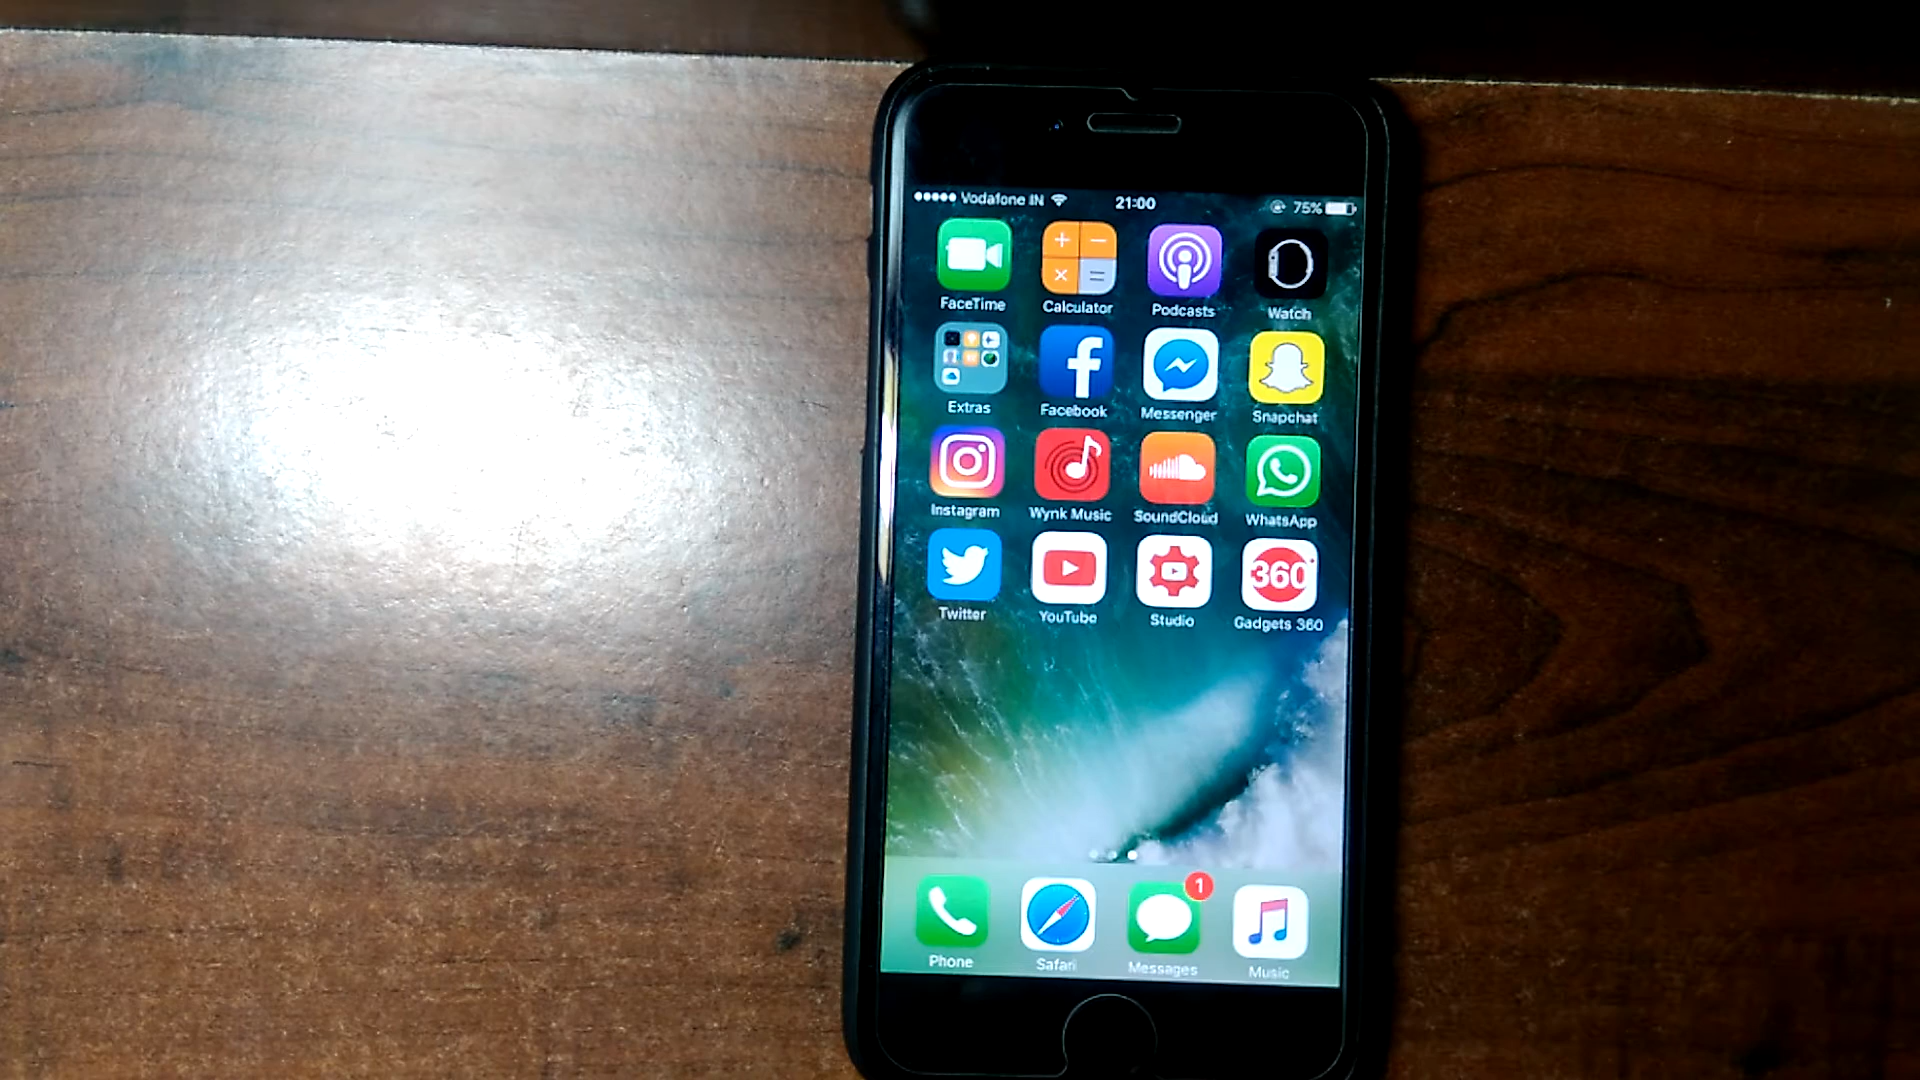 Vodafone IN 21:00 75%
FaceTime Calculator Podcasts Watch
Extras Facebook Messenger Snapchat
Instagram Wynk Music SoundCloud WhatsApp
360
Twitter YouTube Studio Gadgets 360
1
Phone Safari Messages Music